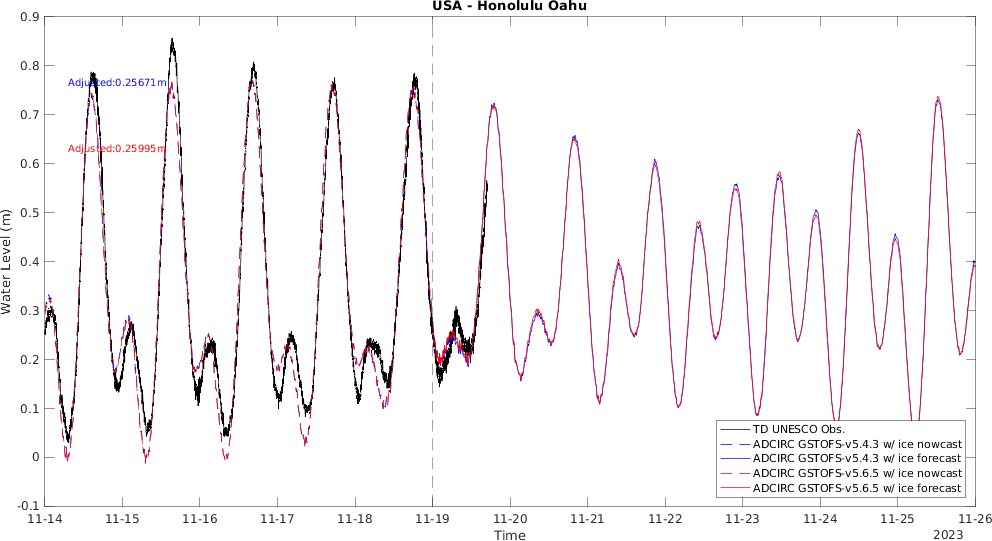 USA - Honolulu Oahu
0.9
0.8
0.7
0.6
0.5
0.4
0.3
0.2
0.1
0
-0.1
Water Level (m)
Adjusted:0.25671m
Adjusted:0.25995m
TD UNESCO Obs.
ADCIRC GSTOFS-v5.4.3 w/ ice nowcast
ADCIRC GSTOFS-v5.4.3 w/ ice forecast
ADCIRC GSTOFS-v5.6.5 w/ ice nowcast
ADCIRC GSTOFS-v5.6.5 w/ ice forecast
11-14 11-15 11-16 11-17 11-18 11-19 11-20 11-21 11-22 11-23 11-24 11-25 11-26
Time
2023